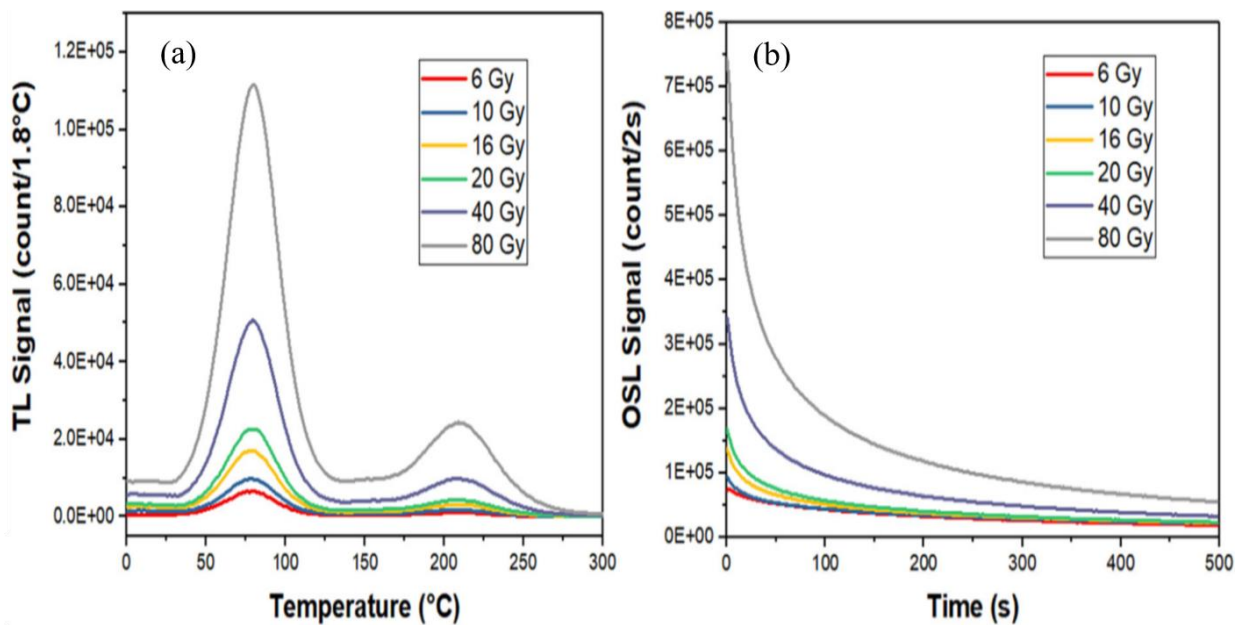 (a)
TL Signal (count/1.8°C)
1.2E+05
1.0E+05
8.0E+04
6.0E+04
4.0E+04
2.0E+04
0.0E+00
6 Gy
10 Gy
16 Gy
20 Gy
40 Gy
80 Gy
0 50 100 150 200 250 300
Temperature (°C)
(b)
OSL Signal (count/2s)
8E+05
7E+05
6E+05
5E+05
4E+05
3E+05
2E+05
1E+05
0E+00
6 Gy
10 Gy
16 Gy
20 Gy
40 Gy
80 Gy
0 100 200 300 400 500
Time (s)